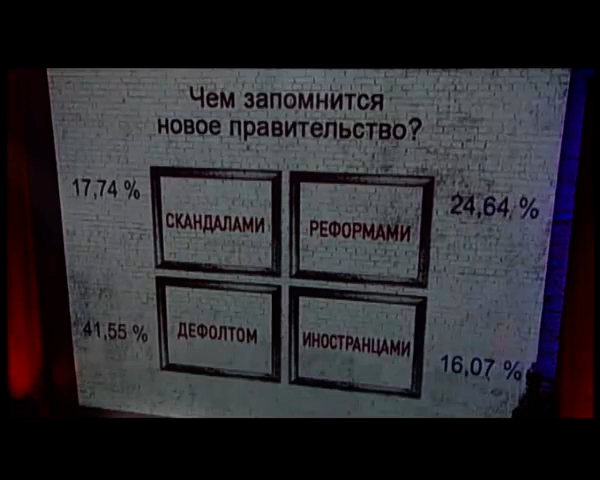 Чем запомнится
новое правительство?
17,74 %
СКАНДАЛАМИ
РЕФОРМАМИ
24,64 %
41,55 %
ДЕФОЛТОМ
ИНОСТРАНЦАМИ
16,07 %